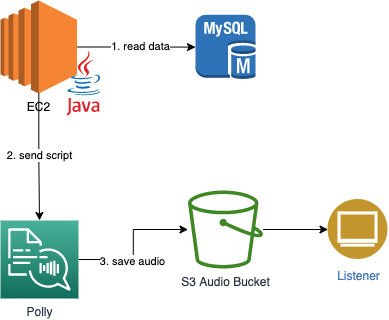 MySQL
1. read data
M
EC2
Java
2. send script
3. save audio
S3 Audio Bucket
Listener
Polly